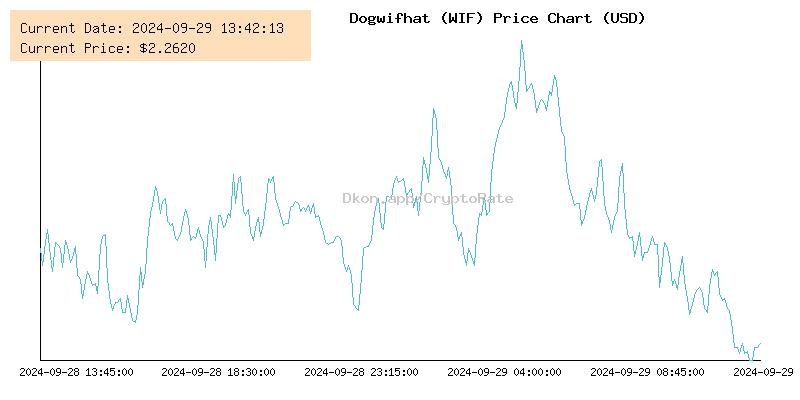 Dogwifhat (WIF) Price Chart (USD)
Current Date: 2024-09-29 13:42:13
Current Price: $2.2620
Dkon.app/CryptoRate
2024-09-28 13:45:00 2024-09-28 18:30:00 2024-09-28 23:15:00 2024-09-29 04:00:00 2024-09-29 08:45:00 2024-09-29